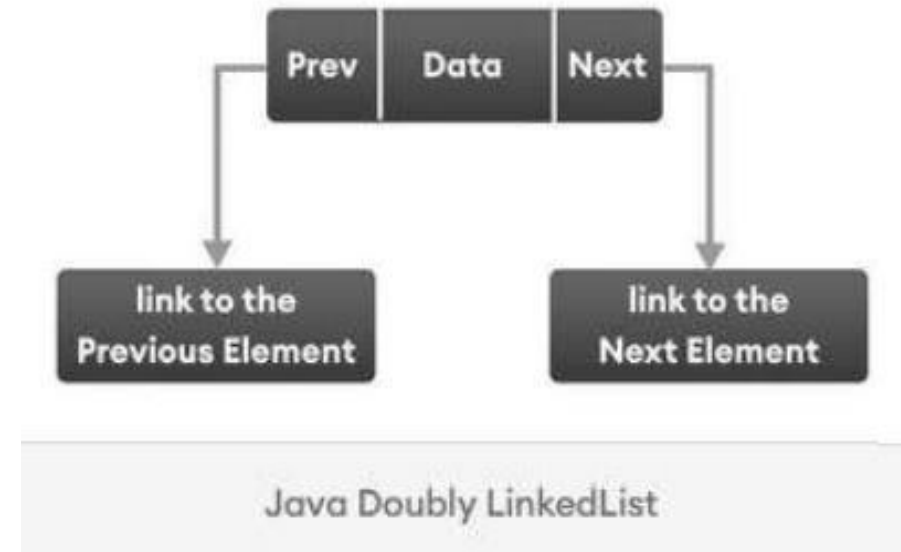 Prev Data Next
link to the
Previous Element
link to the
Next Element
Java Doubly LinkedList